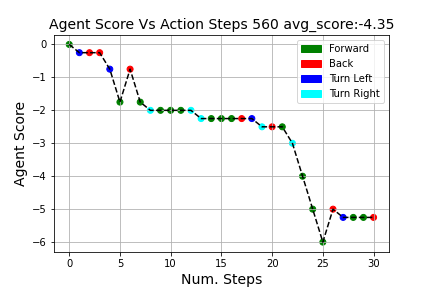 Agent Score Vs Action Steps 560 avg_score:-4.35
Forward
Back
Turn Left
Turn Right
Agent Score
0
−1
−2
−3
−4
−5
−6
0 5 10 15 20 25 30
Num. Steps